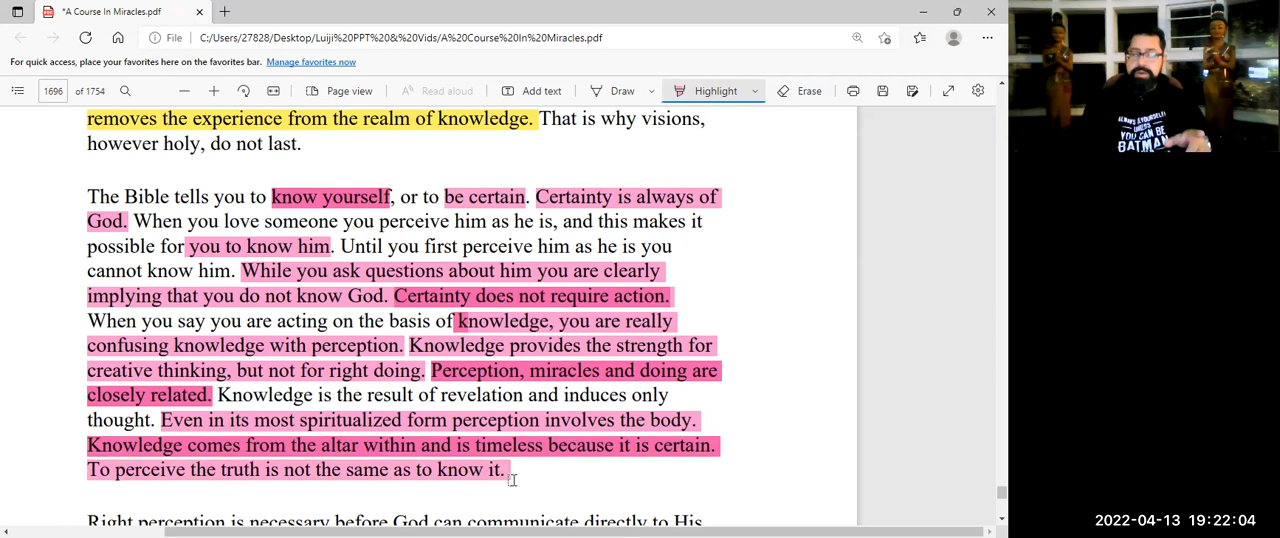 *A Course In Miracles.pdf
File
C:/Users/27828/Desktop/Luiji%20PPT%20&%20Vids/A%20Course%20In%20Miracles.pdf
For quick access, place your favorites here on the favorites bar. Manage favorites now
1696 of 1754
Page view
Read aloud
Add text
Draw
Highlight
Erase
removes the experience from the realm of knowledge. That is why visions,
however holy, do not last.
The Bible tells you to know yourself, or to be certain. Certainty is always of
God. When you love someone you perceive him as he is, and this makes it
possible for you to know him. Until you first perceive him as he is you
cannot know him. While you ask questions about him you are clearly
implying that you do not know God. Certainty does not require action.
When you say you are acting on the basis of knowledge, you are really
confusing knowledge with perception. Knowledge provides the strength for
creative thinking, but not for right doing. Perception, miracles and doing are
closely related. Knowledge is the result of revelation and induces only
thought. Even in its most spiritualized form perception involves the body.
Knowledge comes from the altar within and is timeless because it is certain.
To perceive the truth is not the same as to know it.
Right perception is necessary before God can communicate directly to His
ALWAYS BE YOURSELF
UNLESS
YOU CAN BE
BATMAN
2022-04-13 19:22:04